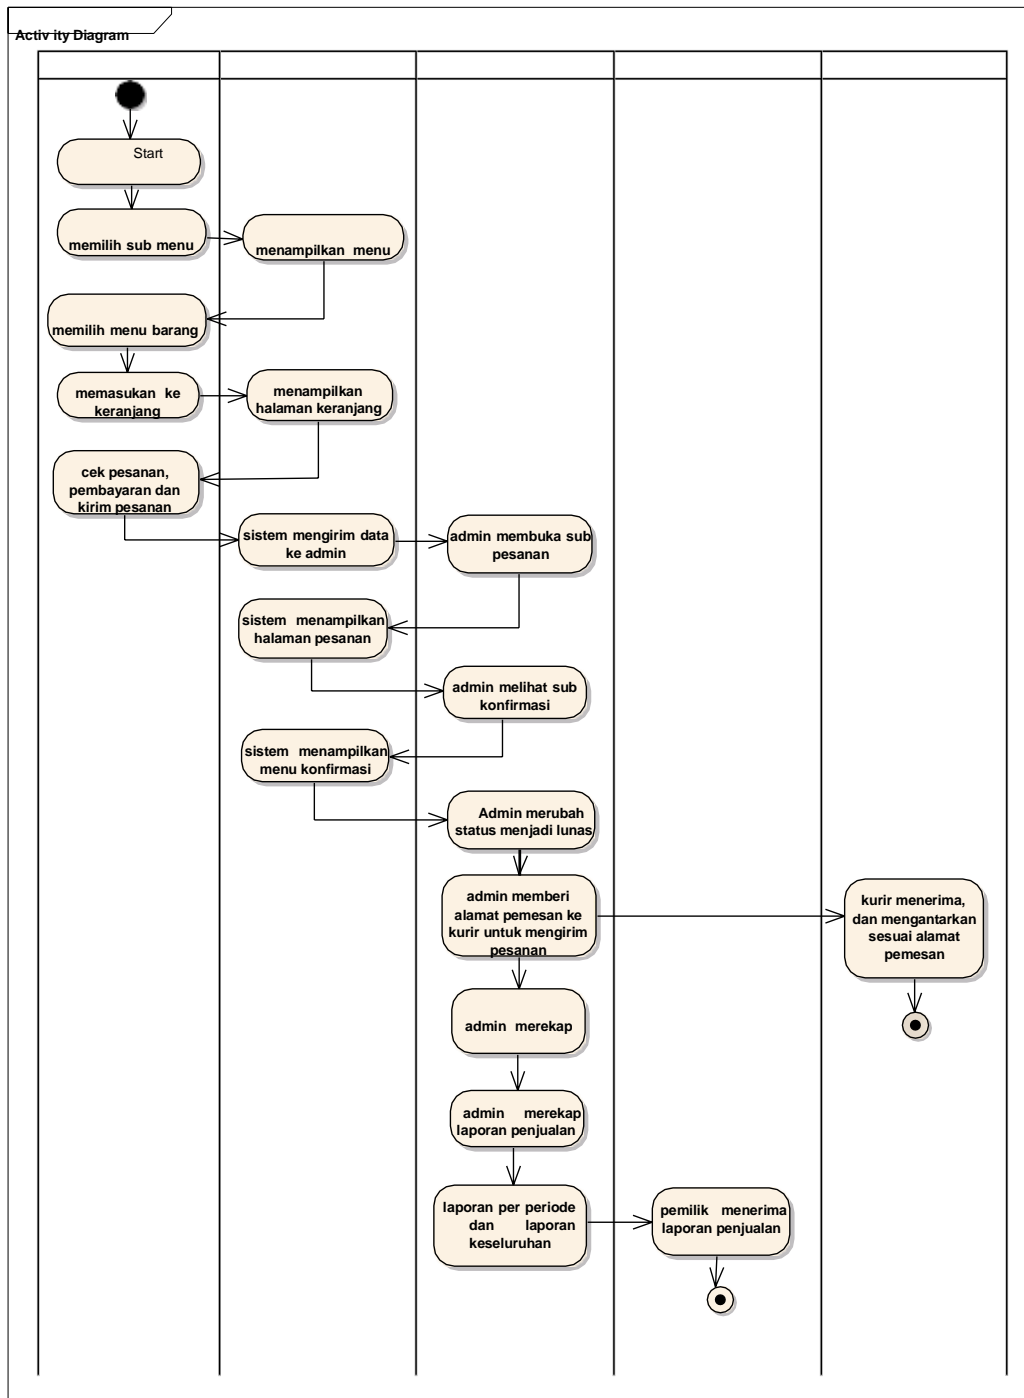 Activ ity Diagram
Start
memilih sub menu
menampilkan menu
memilih menu barang
memasukan ke
keranjang
menampilkan
halaman keranjang
cek pesanan,
pembayaran dan
kirim pesanan
sistem mengirim data
ke admin
admin membuka sub
pesanan
sistem menampilkan
halaman pesanan
admin melihat sub
konfirmasi
sistem menampilkan
menu konfirmasi
Admin merubah
status menjadi lunas
admin memberi
alamat pemesan ke
kurir untuk mengirim
pesanan
kurir menerima,
dan mengantarkan
sesuai alamat
pemesan
admin merekap
admin merekap
laporan penjualan
laporan per periode
dan laporan
keseluruhan
pemilik menerima
laporan penjualan